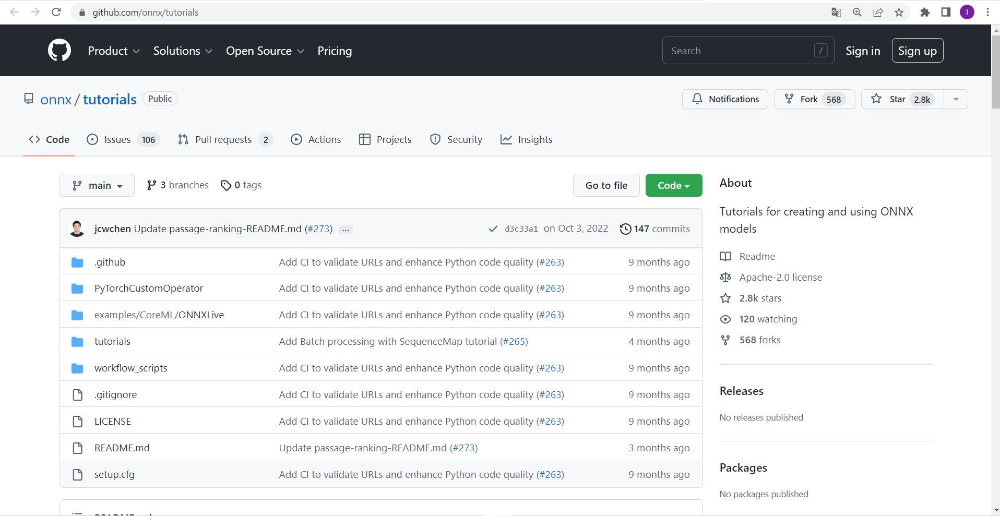 github.com/onnx/tutorials
I
Product Solutions Open Source Pricing Search / Sign in Sign up
onnx / tutorials Public Notifications Fork 568 Star 2.8k
Code Issues 106 Pull requests 2 Actions Projects Security Insights
main 3 branches 0 tags Go to file Code
jcwchen Update passage-ranking-README.md (#273) ... d3c33a1 on Oct 3, 2022 147 commits
.github Add CI to validate URLs and enhance Python code quality (#263) 9 months ago
PyTorchCustomOperator Add CI to validate URLs and enhance Python code quality (#263) 9 months ago
examples/CoreML/ONNXLive Add CI to validate URLs and enhance Python code quality (#263) 9 months ago
tutorials Add Batch processing with SequenceMap tutorial (#265) 4 months ago
workflow_scripts Add CI to validate URLs and enhance Python code quality (#263) 9 months ago
.gitignore Add CI to validate URLs and enhance Python code quality (#263) 9 months ago
LICENSE Add CI to validate URLs and enhance Python code quality (#263) 9 months ago
README.md Update passage-ranking-README.md (#273) 3 months ago
setup.cfg Add CI to validate URLs and enhance Python code quality (#263) 9 months ago
About
Tutorials for creating and using ONNX
models
Readme
Apache-2.0 license
2.8k stars
120 watching
568 forks
Releases
No releases published
Packages
No packages published